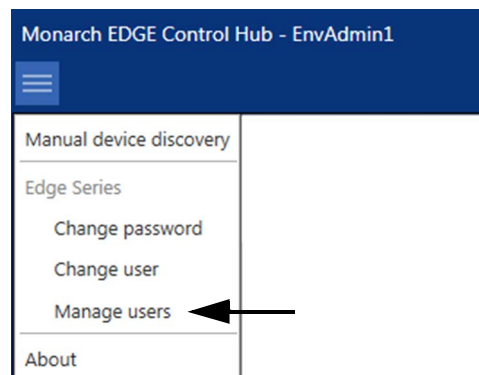 Monarch EDGE Control Hub - EnvAdmin1
Manual device discovery
Edge Series
Change password
Change user
Manage users
About